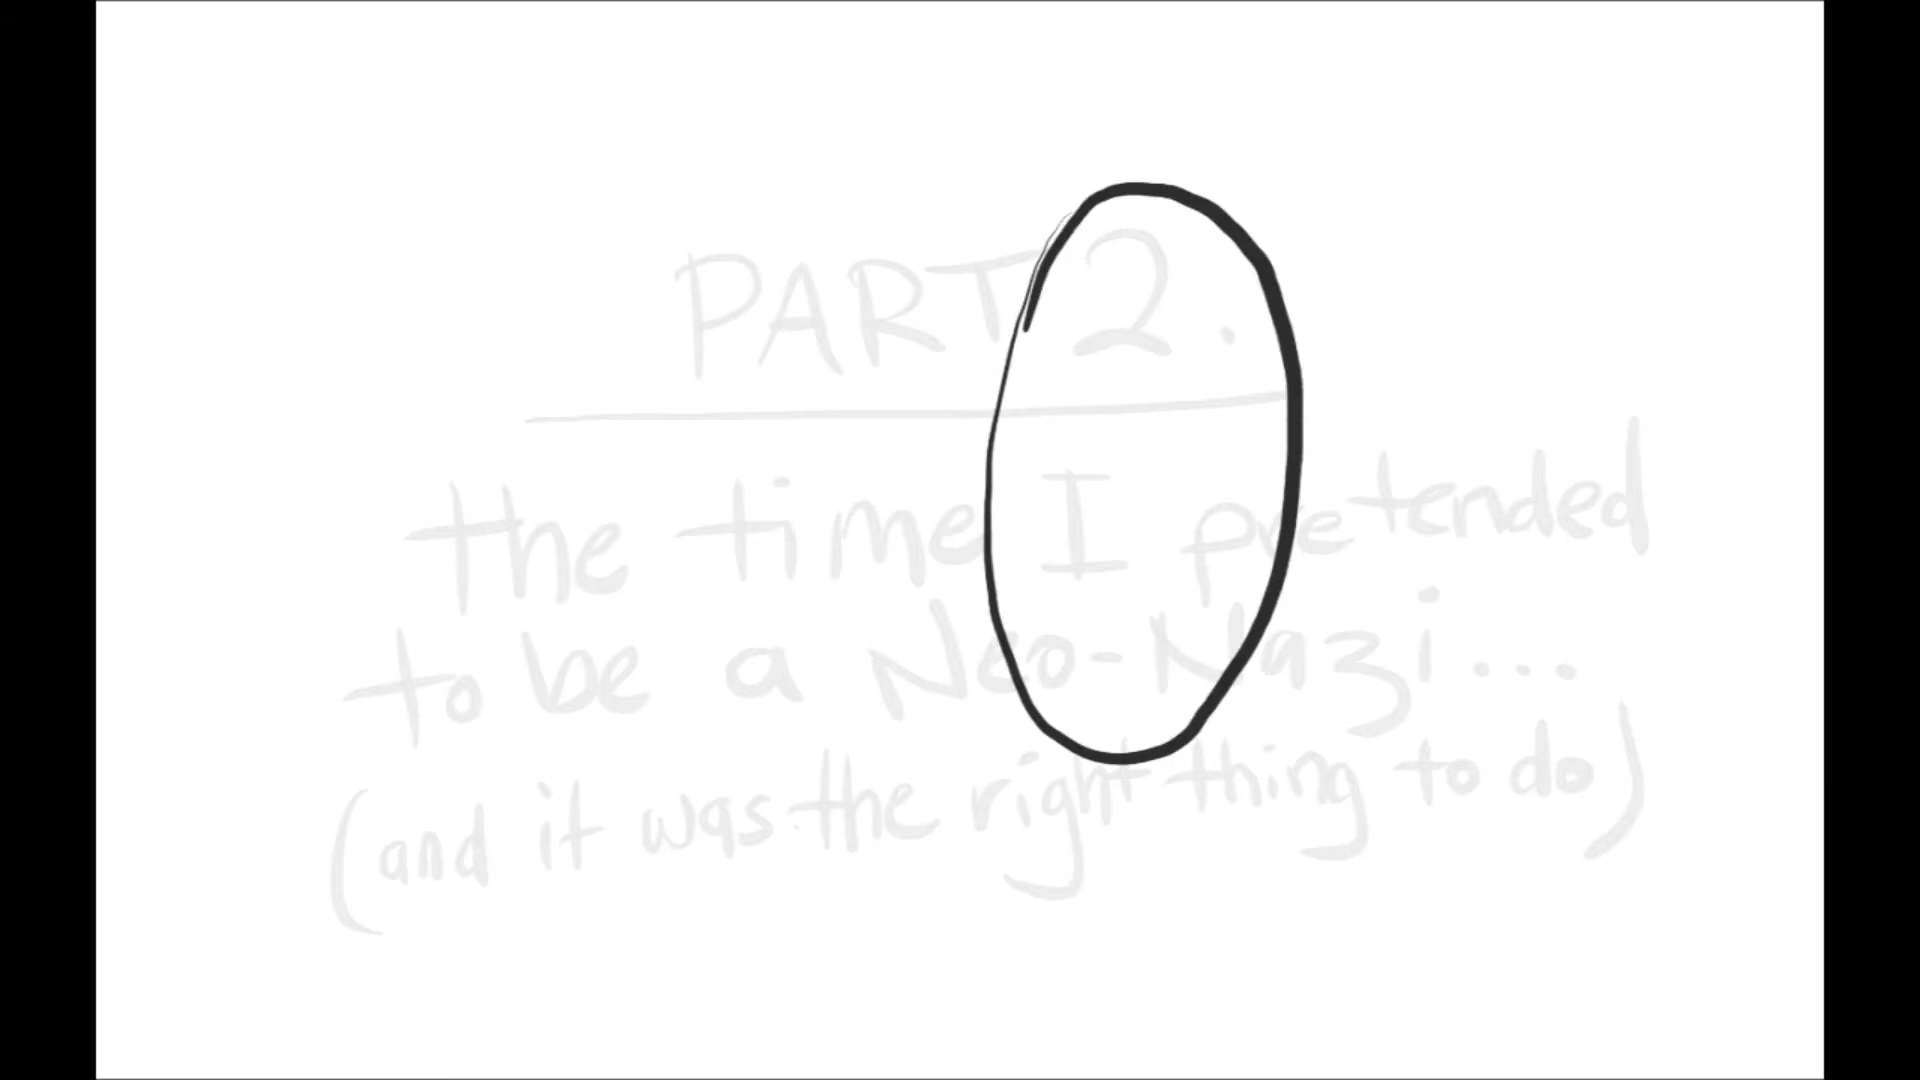 PART 2.
the time I pretended
to be a Neo-Nazi...
(and it was the right thing to do)